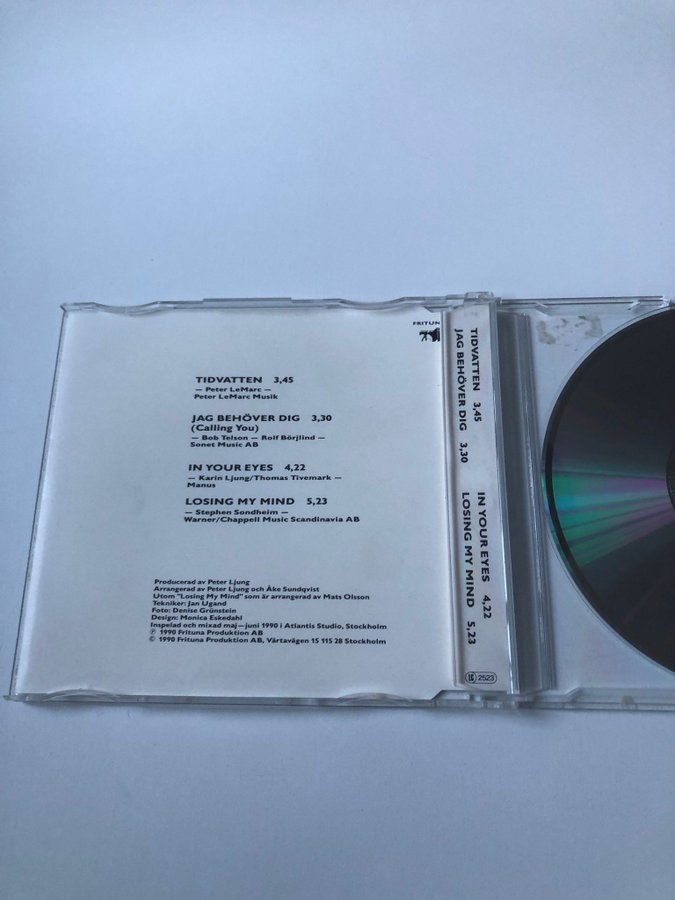 FRITUN
TIDVATTEN 3,45
— Peter LeMarc —
Peter LeMarc Musik
JAG BEHÖVER DIG 3,30
(Calling You)
— Bob Telson — Rolf Börjlind —
Sonet Music AB
IN YOUR EYES 4,22
— Karin Ljung/Thomas Tivemark —
Manus
LOSING MY MIND 5,23
— Stephen Sondheim —
Warner/Chappell Music Scandinavia AB
Producerad av Peter Ljung
Arrangerad av Peter Ljung och Åke Sundqvist
Utom "Losing My Mind" som är arrangerad av Mats Olsson
Tekniker: Jan Ugand
Foto: Denise Grünstein
Design: Monica Eskedahl
Inspelad och mixad maj—juni 1990 i Atlantis Studio, Stockholm
℗ 1990 Frituna Produktion AB
© 1990 Frituna Produktion AB, Värtavägen 15 115 28 Stockholm
TIDVATTEN 3,45
JAG BEHÖVER DIG 3,30
IN YOUR EYES 4,22
LOSING MY MIND 5,23
LC 2523